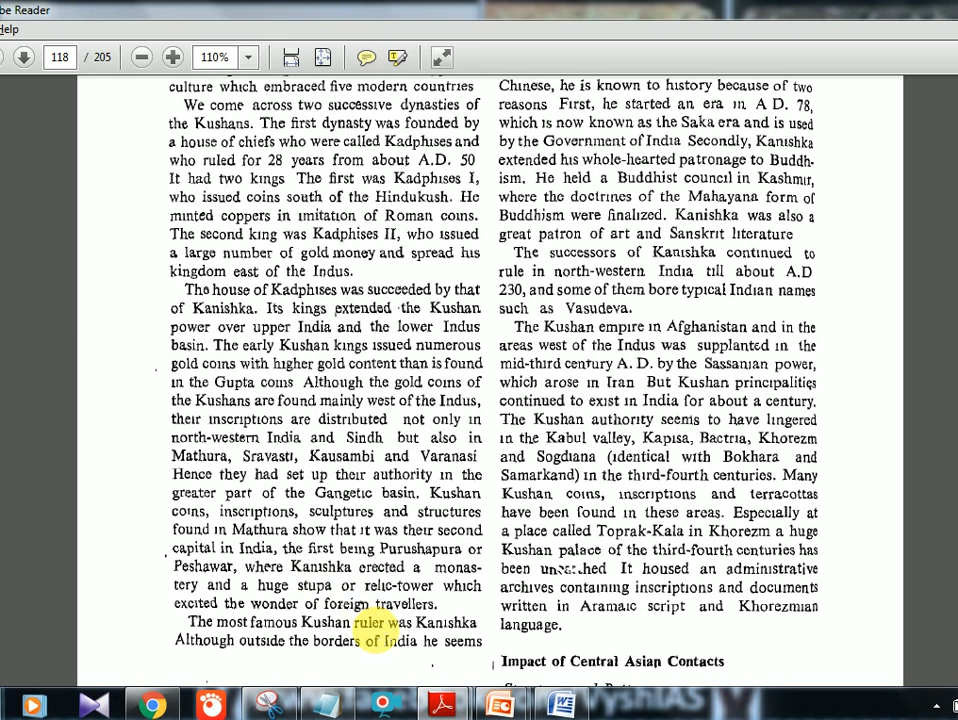 be Reader
Help
118 / 205
110%
culture which embraced five modern countries
We come across two successive dynasties of
the Kushans. The first dynasty was founded by
a house of chiefs who were called Kadphises and
who ruled for 28 years from about A.D. 50
It had two kings The first was Kadphises I,
who issued coins south of the Hindukush. He
minted coppers in imitation of Roman coins.
The second king was Kadphises II, who issued
a large number of gold money and spread his
kingdom east of the Indus.
The house of Kadphises was succeeded by that
of Kanishka. Its kings extended the Kushan
power over upper India and the lower Indus
basin. The early Kushan kings issued numerous
gold coins with higher gold content than is found
in the Gupta coins Although the gold coins of
the Kushans are found mainly west of the Indus,
their inscriptions are distributed not only in
north-western India and Sindh but also in
Mathura, Sravasti, Kausambi and Varanasi
Hence they had set up their authority in the
greater part of the Gangetic basin. Kushan
coins, inscriptions, sculptures and structures
found in Mathura show that it was their second
capital in India, the first being Purushapura or
Peshawar, where Kanishka erected a monas-
tery and a huge stupa or relic-tower which
excited the wonder of foreign travellers.
The most famous Kushan ruler was Kanishka
Although outside the borders of India he seems
Chinese, he is known to history because of two
reasons First, he started an era in A D. 78,
which is now known as the Saka era and is used
by the Government of India Secondly, Kanishka
extended his whole-hearted patronage to Buddh-
ism. He held a Buddhist council in Kashmir,
where the doctrines of the Mahayana form of
Buddhism were finalized. Kanishka was also a
great patron of art and Sanskrit literature
The successors of Kanishka continued to
rule in north-western India till about A.D
230, and some of them bore typical Indian names
such as Vasudeva.
The Kushan empire in Afghanistan and in the
areas west of the Indus was supplanted in the
mid-third century A. D. by the Sassanian power,
which arose in Iran But Kushan principalities
continued to exist in India for about a century.
The Kushan authority seems to have lingered
in the Kabul valley, Kapisa, Bactria, Khorezm
and Sogdiana (identical with Bokhara and
Samarkand) in the third-fourth centuries. Many
Kushan coins, inscriptions and terracottas
have been found in these areas. Especially at
a place called Toprak-Kala in Khorezm a huge
Kushan palace of the third-fourth centuries has
been It housed an administrative
archives containing inscriptions and documents
written in Aramaic script and Khorezmian
language.
Impact of Central Asian Contacts